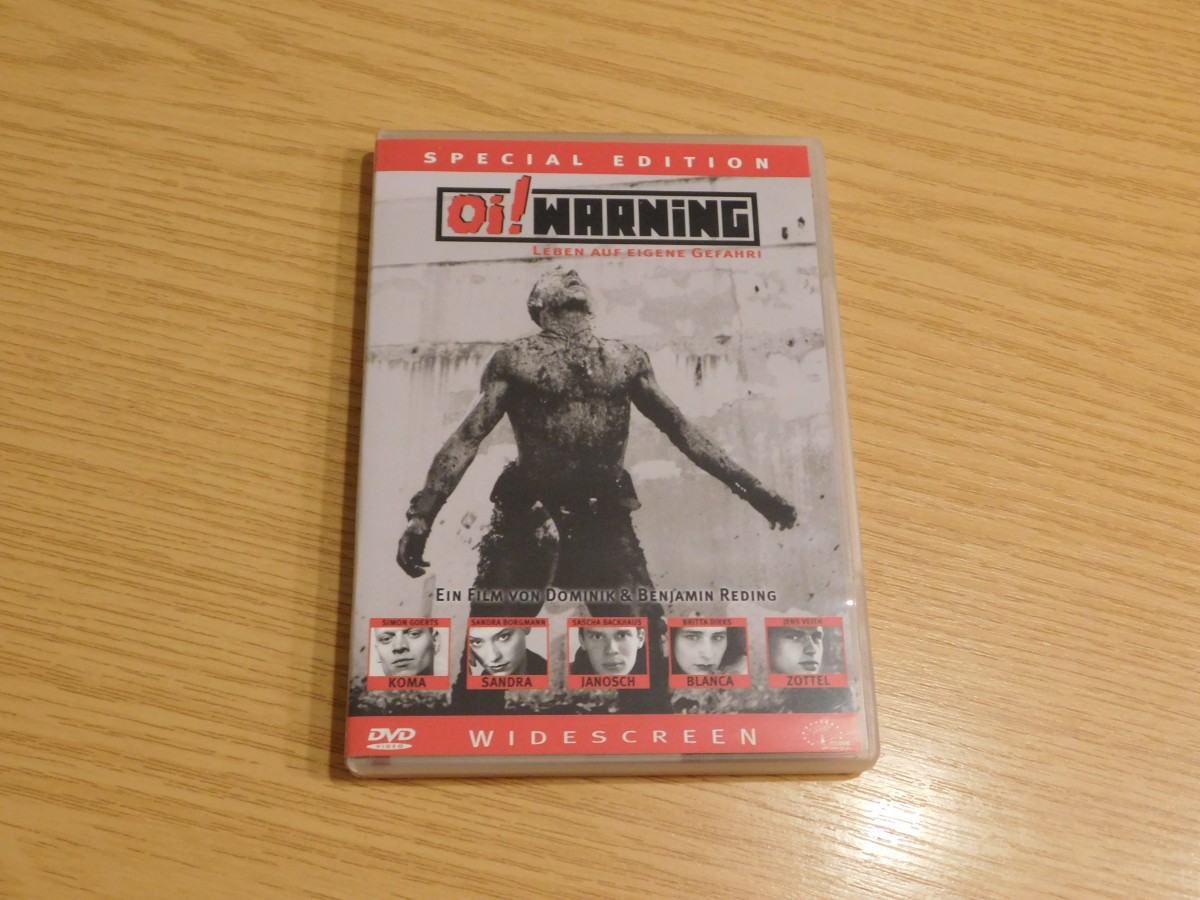 SPECIAL EDITION
Oi! WARNiNG
LEBEN AUF EIGENE GEFAHR!
EIN FILM VON DOMINIK & BENJAMIN REDING
SIMON GOERTS SANDRA BORGMANN SASCHA BACKHAUS BRITTA DIRKS JENS VEITH
KOMA SANDRA JANOSCH BLANCA ZOTTEL
DVD WIDESCREEN
VIDEO